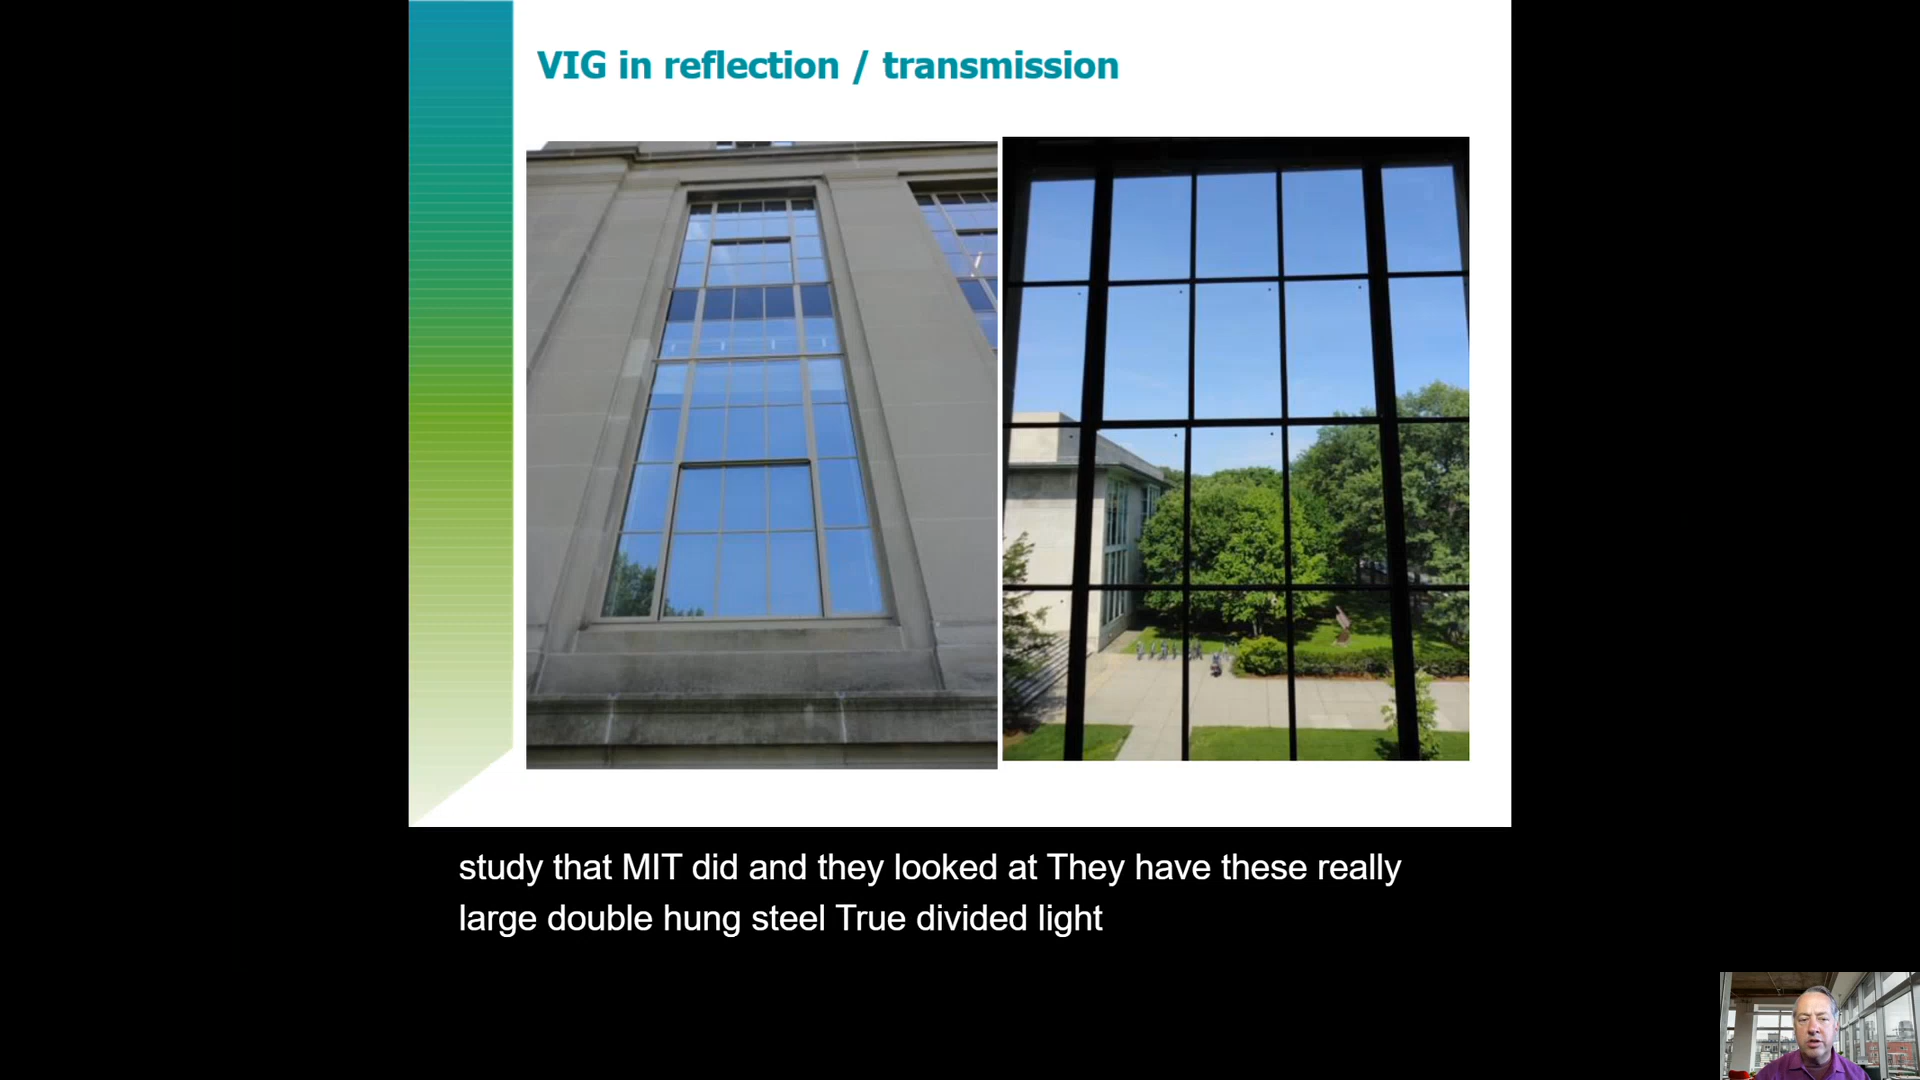 VIG in reflection / transmission
study that MIT did and they looked at They have these really
large double hung steel True divided light